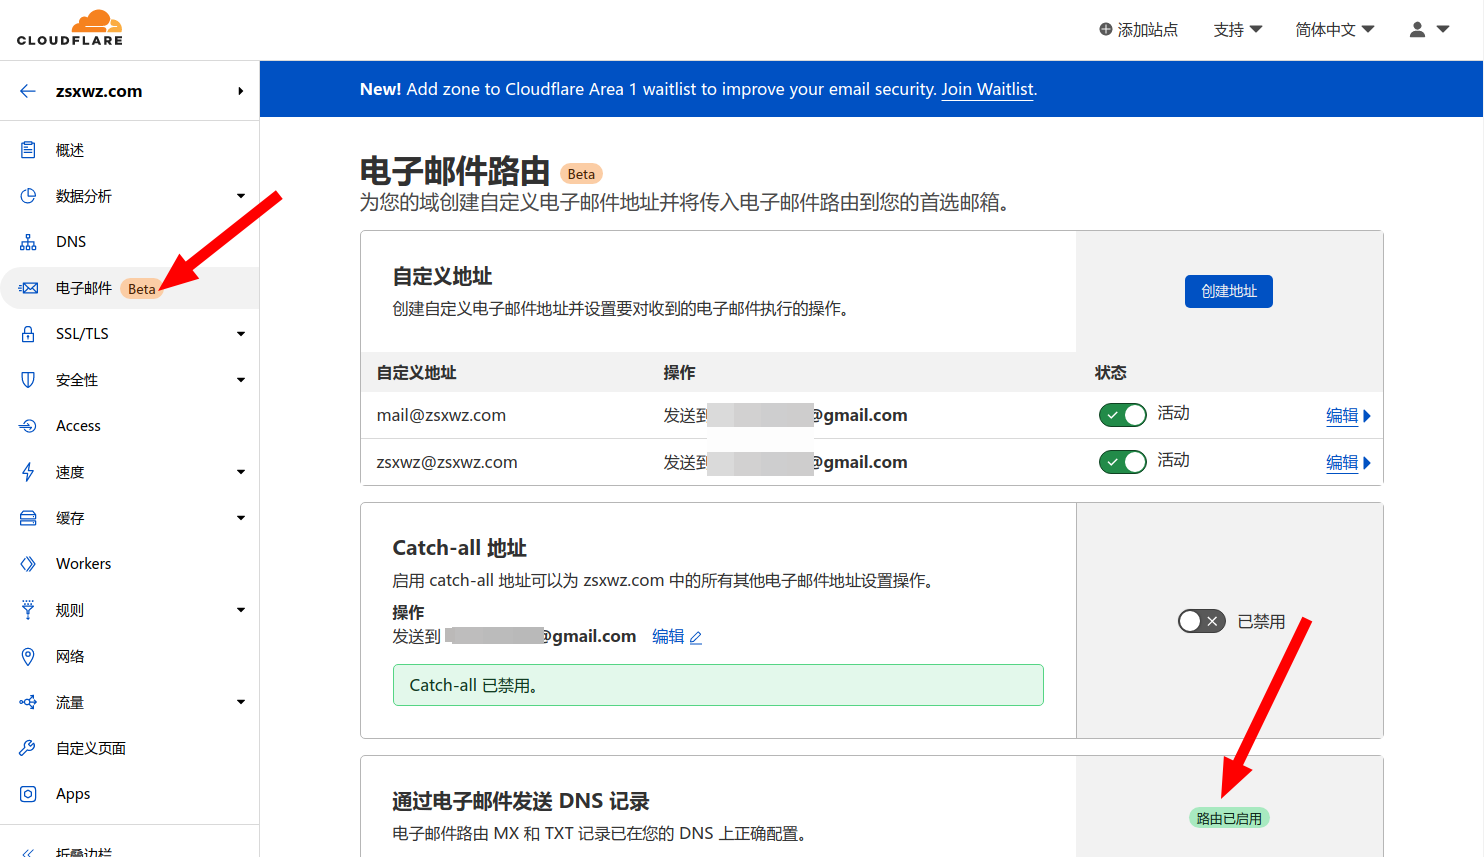 CLOUDFLARE
添加站点
支持
简体中文
zsxwz.com
New! Add zone to Cloudflare Area 1 waitlist to improve your email security. Join Waitlist.
概述
数据分析
DNS
电子邮件 Beta
SSL/TLS
安全性
Access
速度
缓存
Workers
规则
网络
流量
自定义页面
Apps
折叠边栏
电子邮件路由 Beta
为您的域创建自定义电子邮件地址并将传入电子邮件路由到您的首选邮箱。
自定义地址
创建自定义电子邮件地址并设置要对收到的电子邮件执行的操作。
创建地址
自定义地址 操作 状态
mail@zsxwz.com 发送到 @gmail.com 活动 编辑
zsxwz@zsxwz.com 发送到 @gmail.com 活动 编辑
Catch-all 地址
启用 catch-all 地址可以为 zsxwz.com 中的所有其他电子邮件地址设置操作。
操作
发送到 @gmail.com 编辑
已禁用
Catch-all 已禁用。
通过电子邮件发送 DNS 记录
电子邮件路由 MX 和 TXT 记录已在您的 DNS 上正确配置。
路由已启用